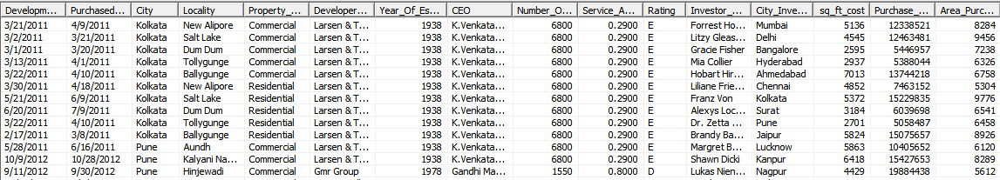 Developm... Purchased... City Locality Property_... Developer... Year_Of_Es... CEO Number_O... Service_A... Rating Investor_... City_Inve... sq_ft_cost Purchase_... Area_Purc...
3/21/2011 4/9/2011 Kolkata New Alipore Commercial Larsen & T... 1938 K.Venkata... 6800 0.2900 E Forrest Ho... Mumbai 5136 12338521 8284
3/2/2011 3/21/2011 Kolkata Salt Lake Commercial Larsen & T... 1938 K.Venkata... 6800 0.2900 E Litzy Gleas... Delhi 4545 12463481 9456
3/1/2011 3/20/2011 Kolkata Dum Dum Commercial Larsen & T... 1938 K.Venkata... 6800 0.2900 E Gracie Fisher Bangalore 2595 5446957 7238
3/13/2011 4/1/2011 Kolkata Tollygunge Commercial Larsen & T... 1938 K.Venkata... 6800 0.2900 E Mia Collier Hyderabad 2937 5388044 6326
3/22/2011 4/10/2011 Kolkata Ballygunge Commercial Larsen & T... 1938 K.Venkata... 6800 0.2900 E Hobart Hir... Ahmedabad 7013 13744218 6758
3/30/2011 4/18/2011 Kolkata New Alipore Residential Larsen & T... 1938 K.Venkata... 6800 0.2900 E Liliane Frie... Chennai 4852 7463152 5304
5/21/2011 6/9/2011 Kolkata Salt Lake Residential Larsen & T... 1938 K.Venkata... 6800 0.2900 E Franz Von Kolkata 5372 15229835 9776
6/20/2011 7/9/2011 Kolkata Dum Dum Residential Larsen & T... 1938 K.Venkata... 6800 0.2900 E Alexys Loc... Surat 3184 6039698 6541
3/22/2011 4/10/2011 Kolkata Tollygunge Residential Larsen & T... 1938 K.Venkata... 6800 0.2900 E Dr. Zetta ... Pune 2701 5058487 6458
2/17/2011 3/8/2011 Kolkata Ballygunge Residential Larsen & T... 1938 K.Venkata... 6800 0.2900 E Brandy Ba... Jaipur 5824 15075657 8926
5/28/2011 6/16/2011 Pune Aundh Commercial Larsen & T... 1938 K.Venkata... 6800 0.2900 E Margret B... Lucknow 5863 10405652 6120
10/9/2012 10/28/2012 Pune Kalyani Na... Commercial Larsen & T... 1938 K.Venkata... 6800 0.2900 E Shawn Dicki Kanpur 6418 15427653 8289
9/11/2012 9/30/2012 Pune Hinjewadi Commercial Gmr Group 1978 Gandhi Ma... 1550 0.8000 D Lukas Nien... Nagpur 4429 19884438 5612